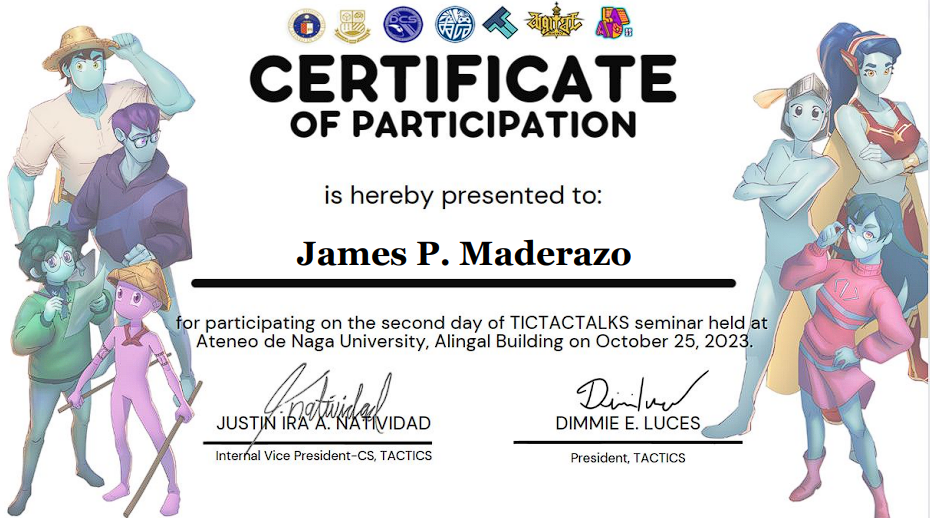 DCS
CERTIFICATE
OF PARTICIPATION
is hereby presented to:
James P. Maderazo
for participating on the second day of TICTACTALKS seminar held at
Ateneo de Naga University, Alingal Building on October 25, 2023.
J. natividad
JUSTIN IRA A. NATIVIDAD
DIMMIE E. LUCES
Internal Vice President-CS, TACTICS
President, TACTICS